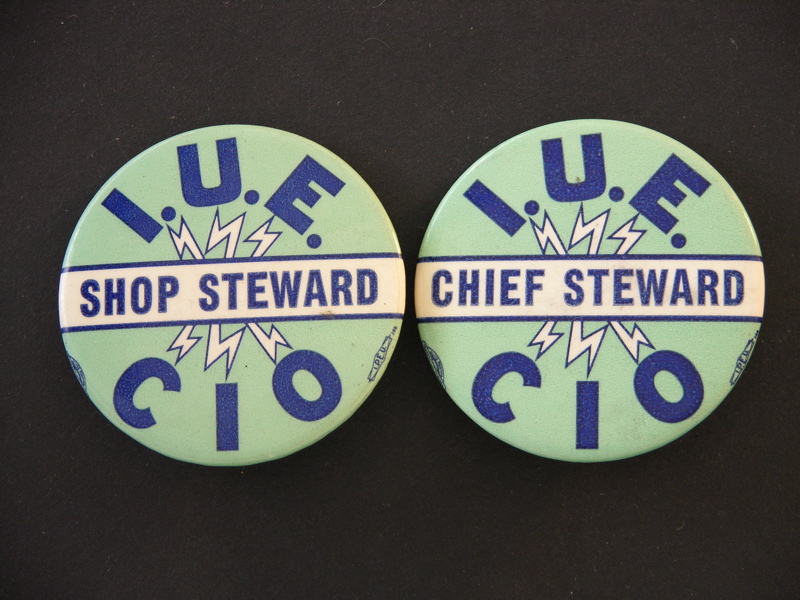 I.U.E.
SHOP STEWARD
CIO
I.P.E.U.
I.U.E.
CHIEF STEWARD
CIO
I.P.E.U.